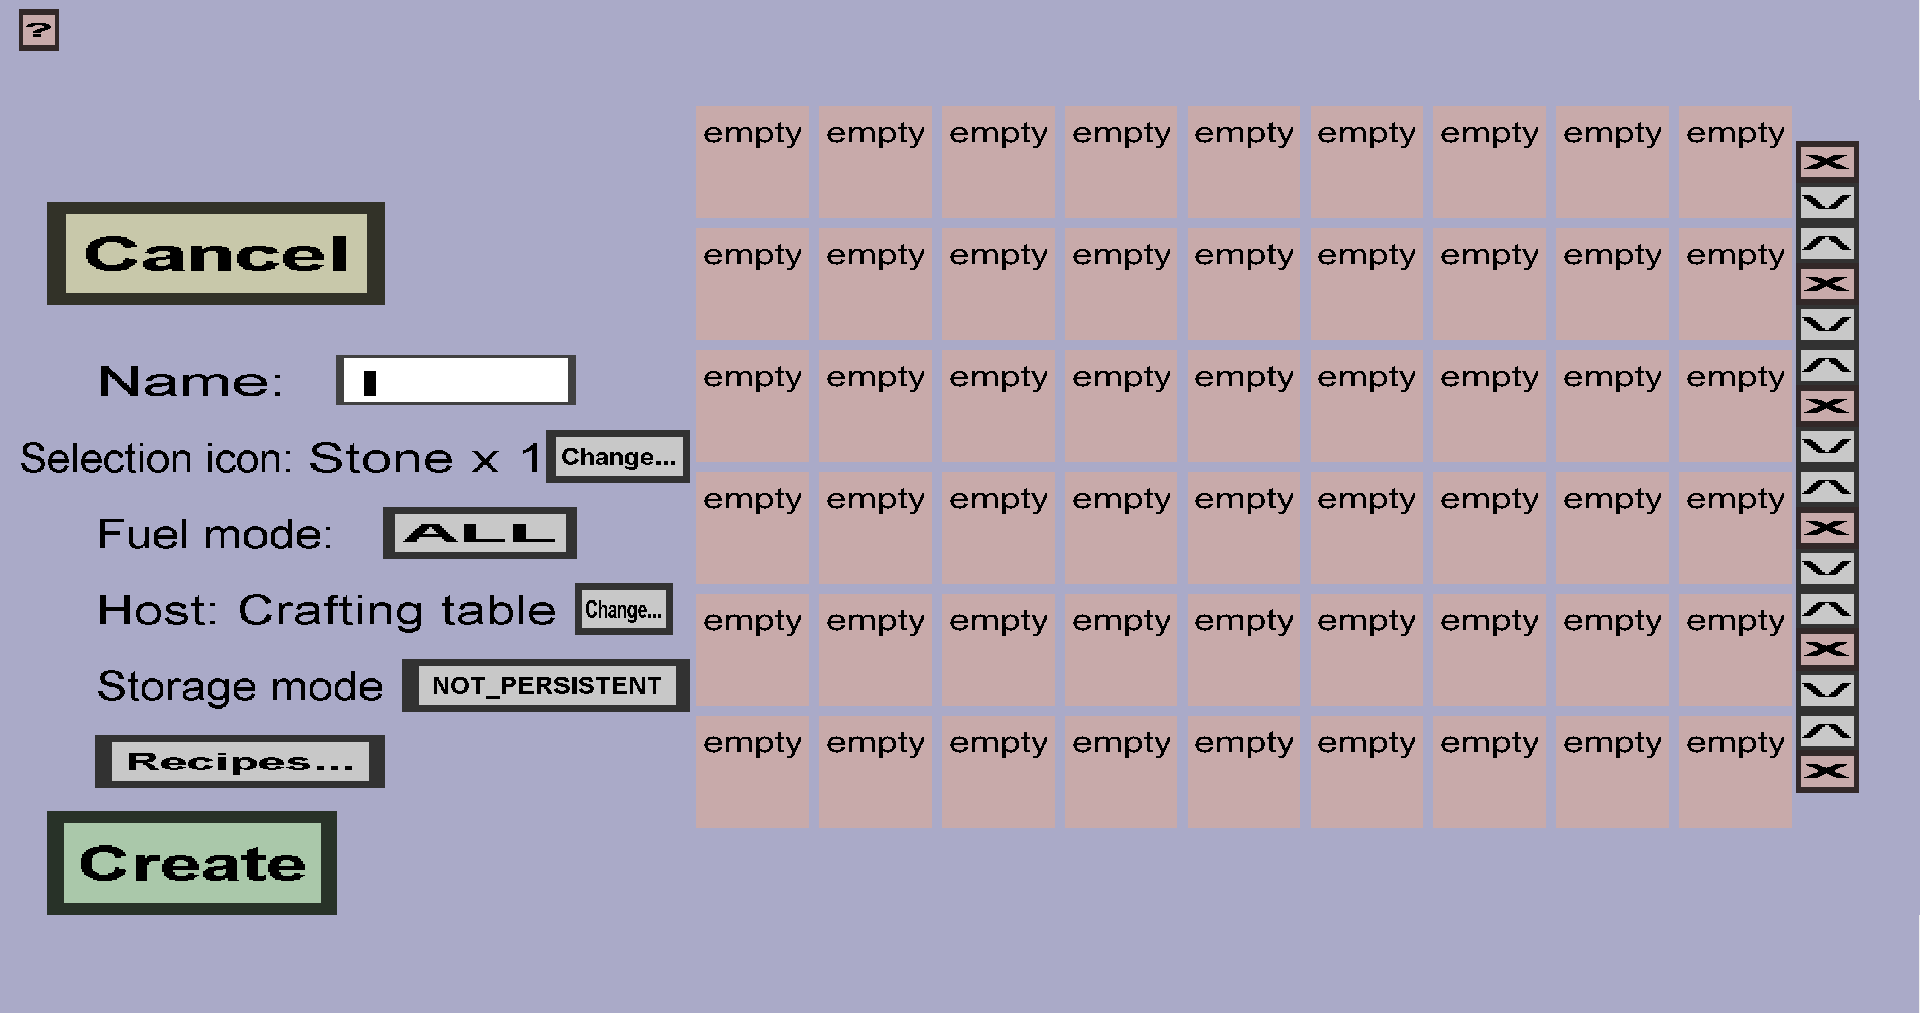 ?
empty empty empty empty empty empty empty empty empty
X
V
Cancel
empty empty empty empty empty empty empty empty empty
Λ
X
V
Name:
empty empty empty empty empty empty empty empty empty
Λ
X
V
Selection icon: Stone x 1 Change...
empty empty empty empty empty empty empty empty empty
Λ
X
Fuel mode: ALL
V
Host: Crafting table Change...
empty empty empty empty empty empty empty empty empty
Λ
X
Storage mode NOT_PERSISTENT
V
empty empty empty empty empty empty empty empty empty
Λ
Recipes...
X
Create